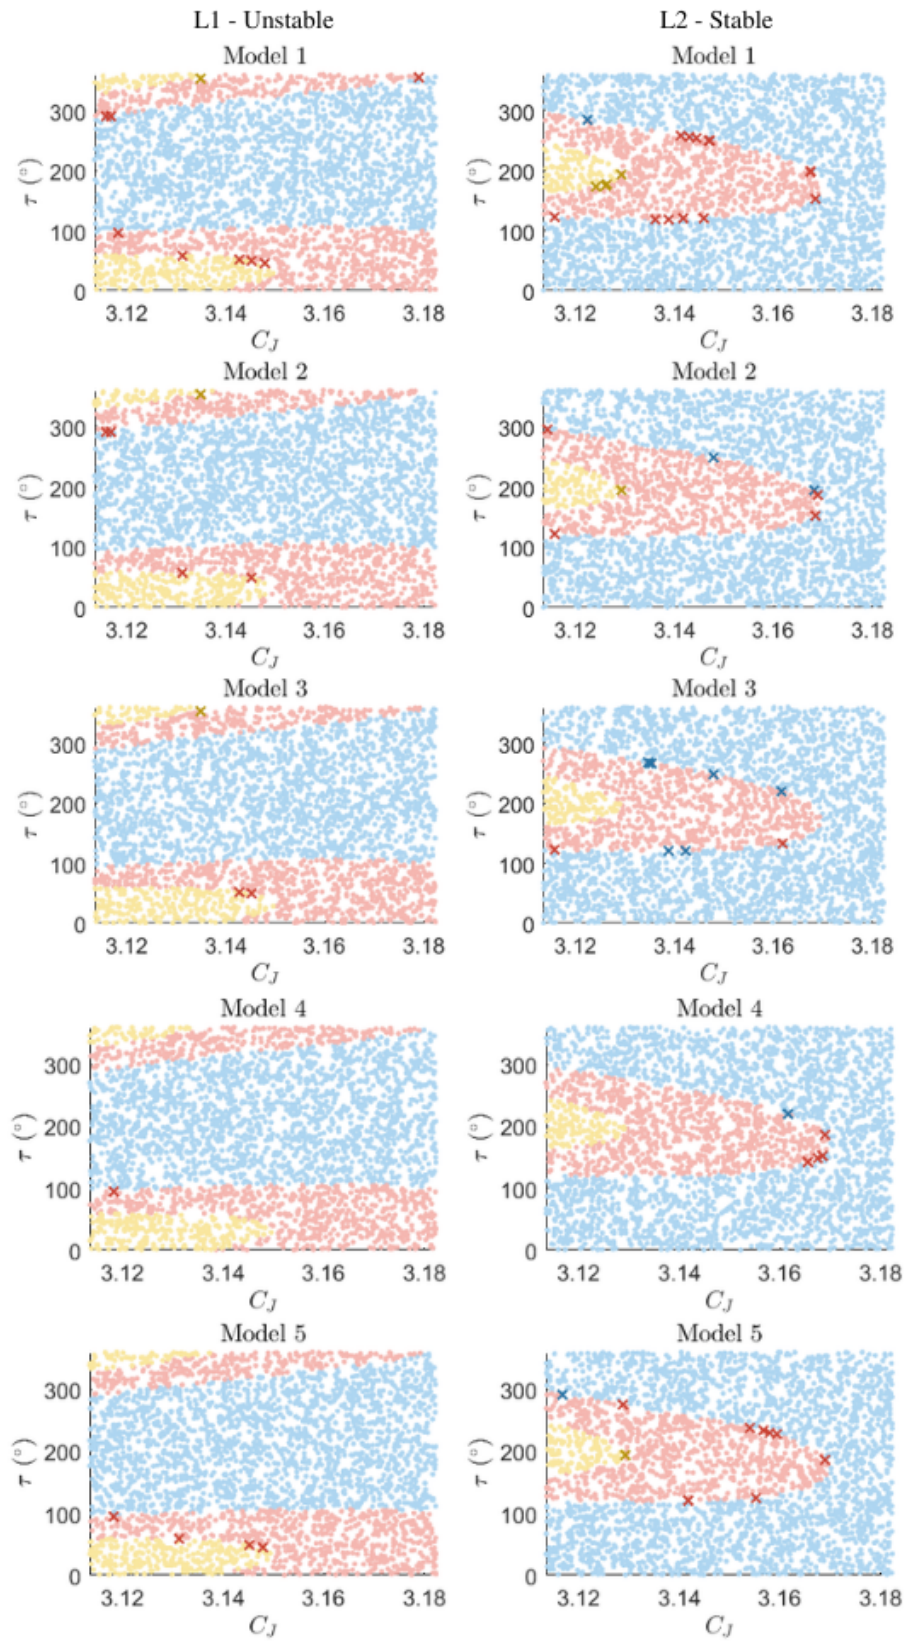 L1 - Unstable L2 - Stable
Model 1 Model 1
300 300
200 200
τ (°) τ (°)
100 100
0 0
3.12 3.14 3.16 3.18 3.12 3.14 3.16 3.18
C_J C_J
Model 2 Model 2
300 300
200 200
τ (°) τ (°)
100 100
0 0
3.12 3.14 3.16 3.18 3.12 3.14 3.16 3.18
C_J C_J
Model 3 Model 3
300 300
200 200
τ (°) τ (°)
100 100
0 0
3.12 3.14 3.16 3.18 3.12 3.14 3.16 3.18
C_J C_J
Model 4 Model 4
300 300
200 200
τ (°) τ (°)
100 100
0 0
3.12 3.14 3.16 3.18 3.12 3.14 3.16 3.18
C_J C_J
Model 5 Model 5
300 300
200 200
τ (°) τ (°)
100 100
0 0
3.12 3.14 3.16 3.18 3.12 3.14 3.16 3.18
C_J C_J